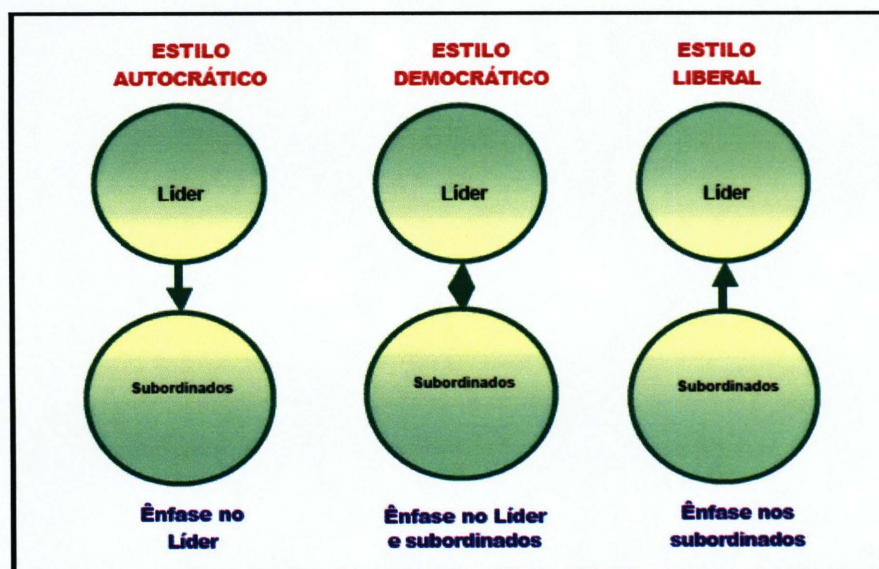 ESTILO
AUTOCRÁTICO
Líder
Subordinados
Ênfase no
Líder
ESTILO
DEMOCRÁTICO
Líder
Subordinados
Ênfase no Líder
e subordinados
ESTILO
LIBERAL
Líder
Subordinados
Ênfase nos
subordinados